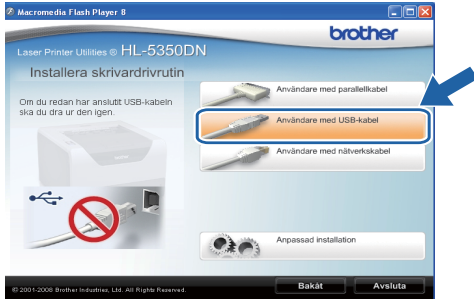 Macromedia Flash Player 8
brother
Laser Printer Utilities ® HL-5350DN
Installera skrivardrivrutin
Om du redan har anslutit USB-kabeln
ska du dra ur den igen.
Användare med parallellkabel
Användare med USB-kabel
Användare med nätverkskabel
Anpassad installation
© 2001-2008 Brother Industries, Ltd. All Rights Reserved.
Bakåt
Avsluta